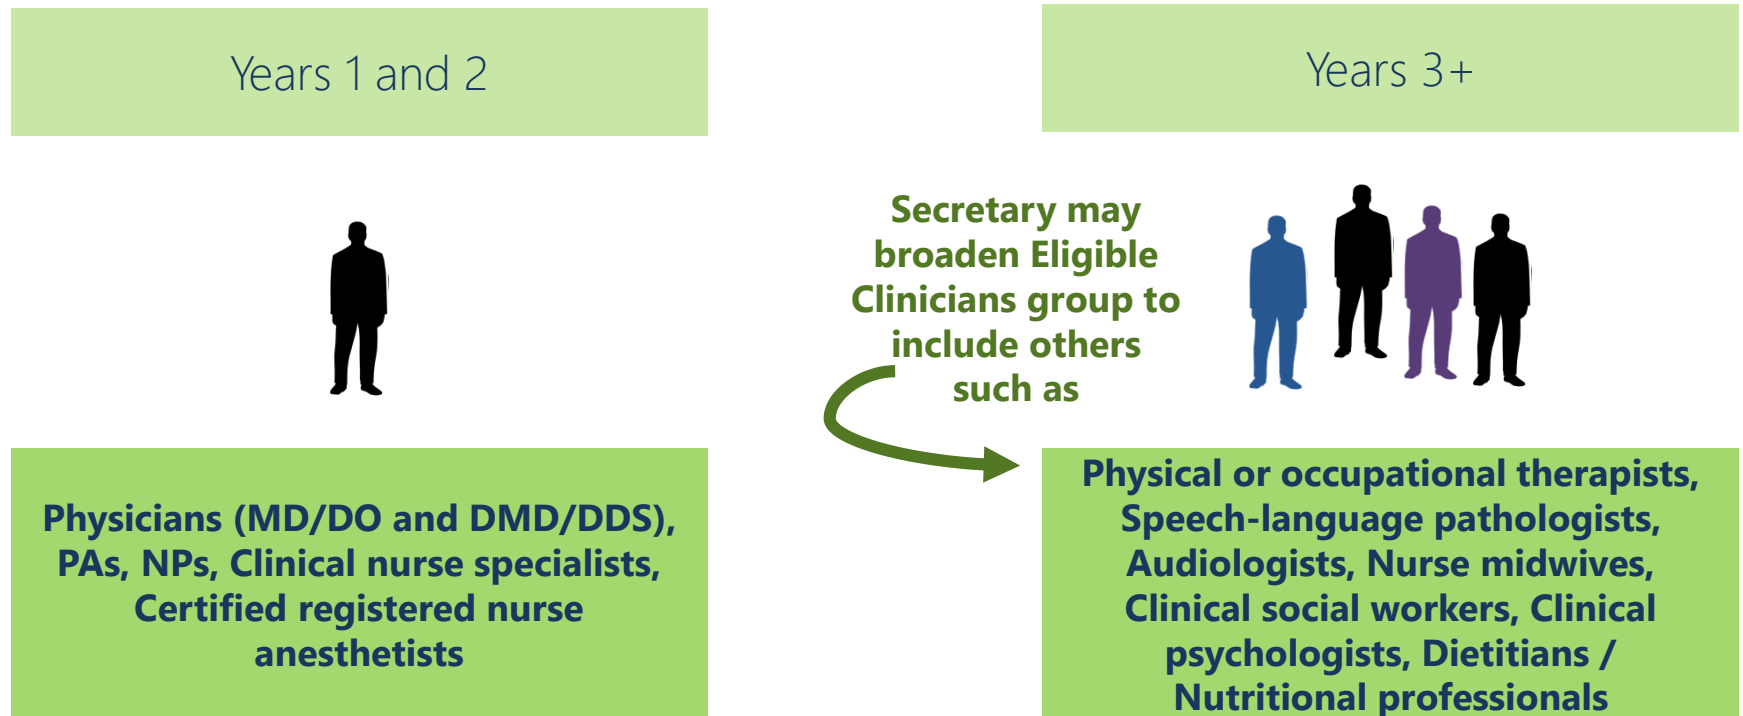 Years 1 and 2
Years 3+
Secretary may
broaden Eligible
Clinicians group to
include others
such as
Physicians (MD/DO and DMD/DDS),
PAs, NPs, Clinical nurse specialists,
Certified registered nurse
anesthetists
Physical or occupational therapists,
Speech-language pathologists,
Audiologists, Nurse midwives,
Clinical social workers, Clinical
psychologists, Dietitians /
Nutritional professionals